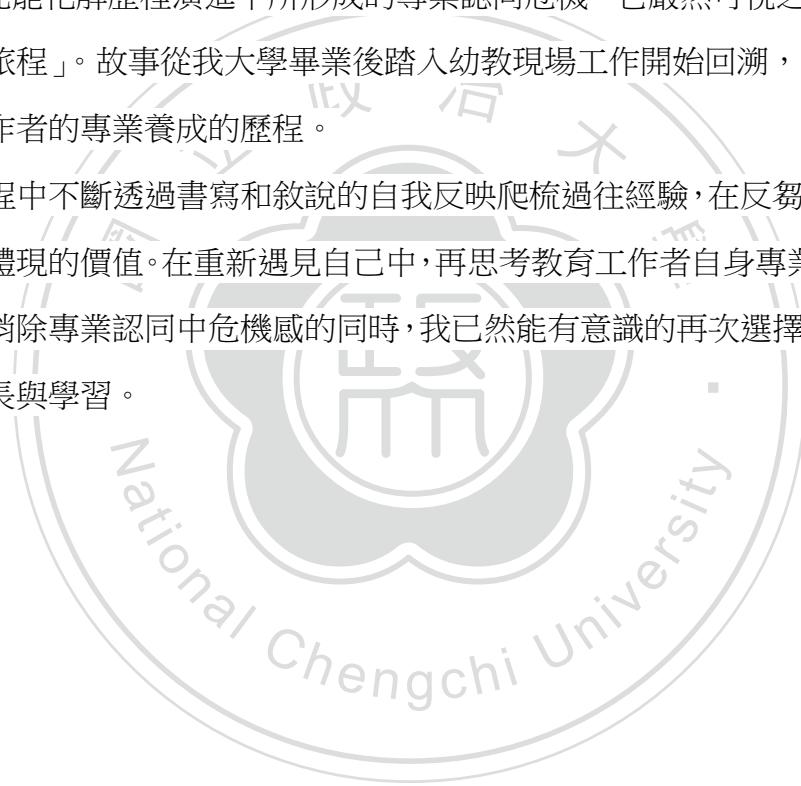 旅程」。故事從我大學畢業後踏入幼教現場工作開始回溯，
作者的專業養成的歷程。
程中不斷透過書寫和敘說的自我反映爬梳過往經驗，在反芻
體現的價值。在重新遇見自己中，再思考教育工作者自身專業
消除專業認同中危機感的同時，我已然能有意識的再次選擇
長與學習。
政治大
National Chengchi University